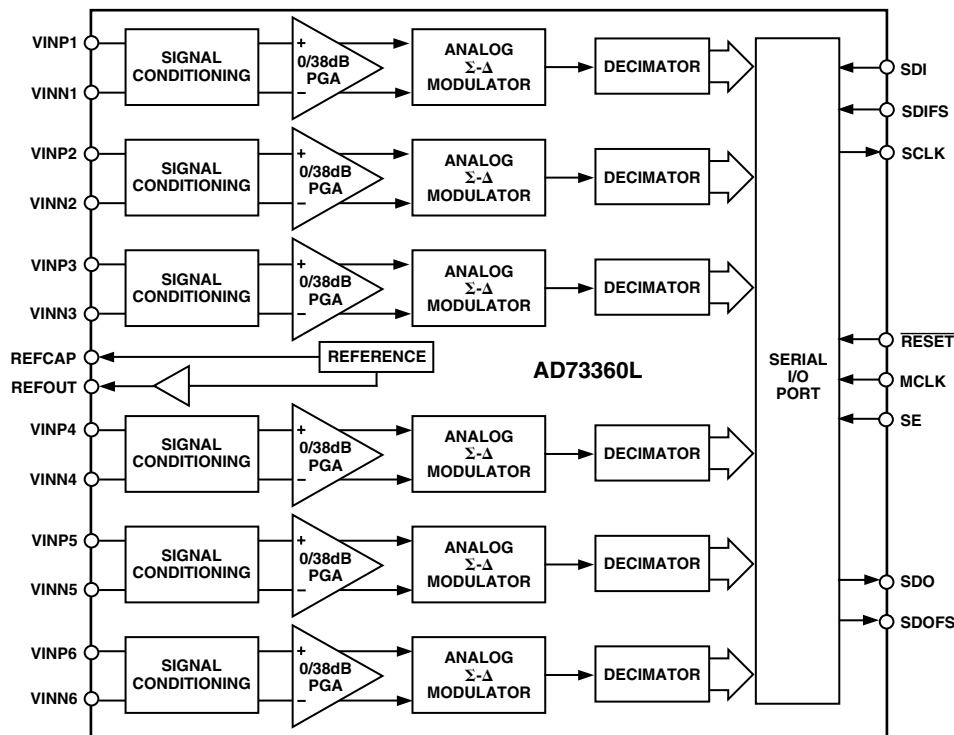 VINP1
VINN1
SIGNAL
CONDITIONING
+
0/38dB
PGA
−
ANALOG
Σ-Δ
MODULATOR
DECIMATOR
VINP2
VINN2
SIGNAL
CONDITIONING
+
0/38dB
PGA
−
ANALOG
Σ-Δ
MODULATOR
DECIMATOR
VINP3
VINN3
SIGNAL
CONDITIONING
+
0/38dB
PGA
−
ANALOG
Σ-Δ
MODULATOR
DECIMATOR
REFCAP
REFOUT
REFERENCE
AD73360L
VINP4
VINN4
SIGNAL
CONDITIONING
+
0/38dB
PGA
−
ANALOG
Σ-Δ
MODULATOR
DECIMATOR
VINP5
VINN5
SIGNAL
CONDITIONING
+
0/38dB
PGA
−
ANALOG
Σ-Δ
MODULATOR
DECIMATOR
VINP6
VINN6
SIGNAL
CONDITIONING
+
0/38dB
PGA
−
ANALOG
Σ-Δ
MODULATOR
DECIMATOR
SERIAL
I/O
PORT
SDI
SDIFS
SCLK
RESET
MCLK
SE
SDO
SDOFS